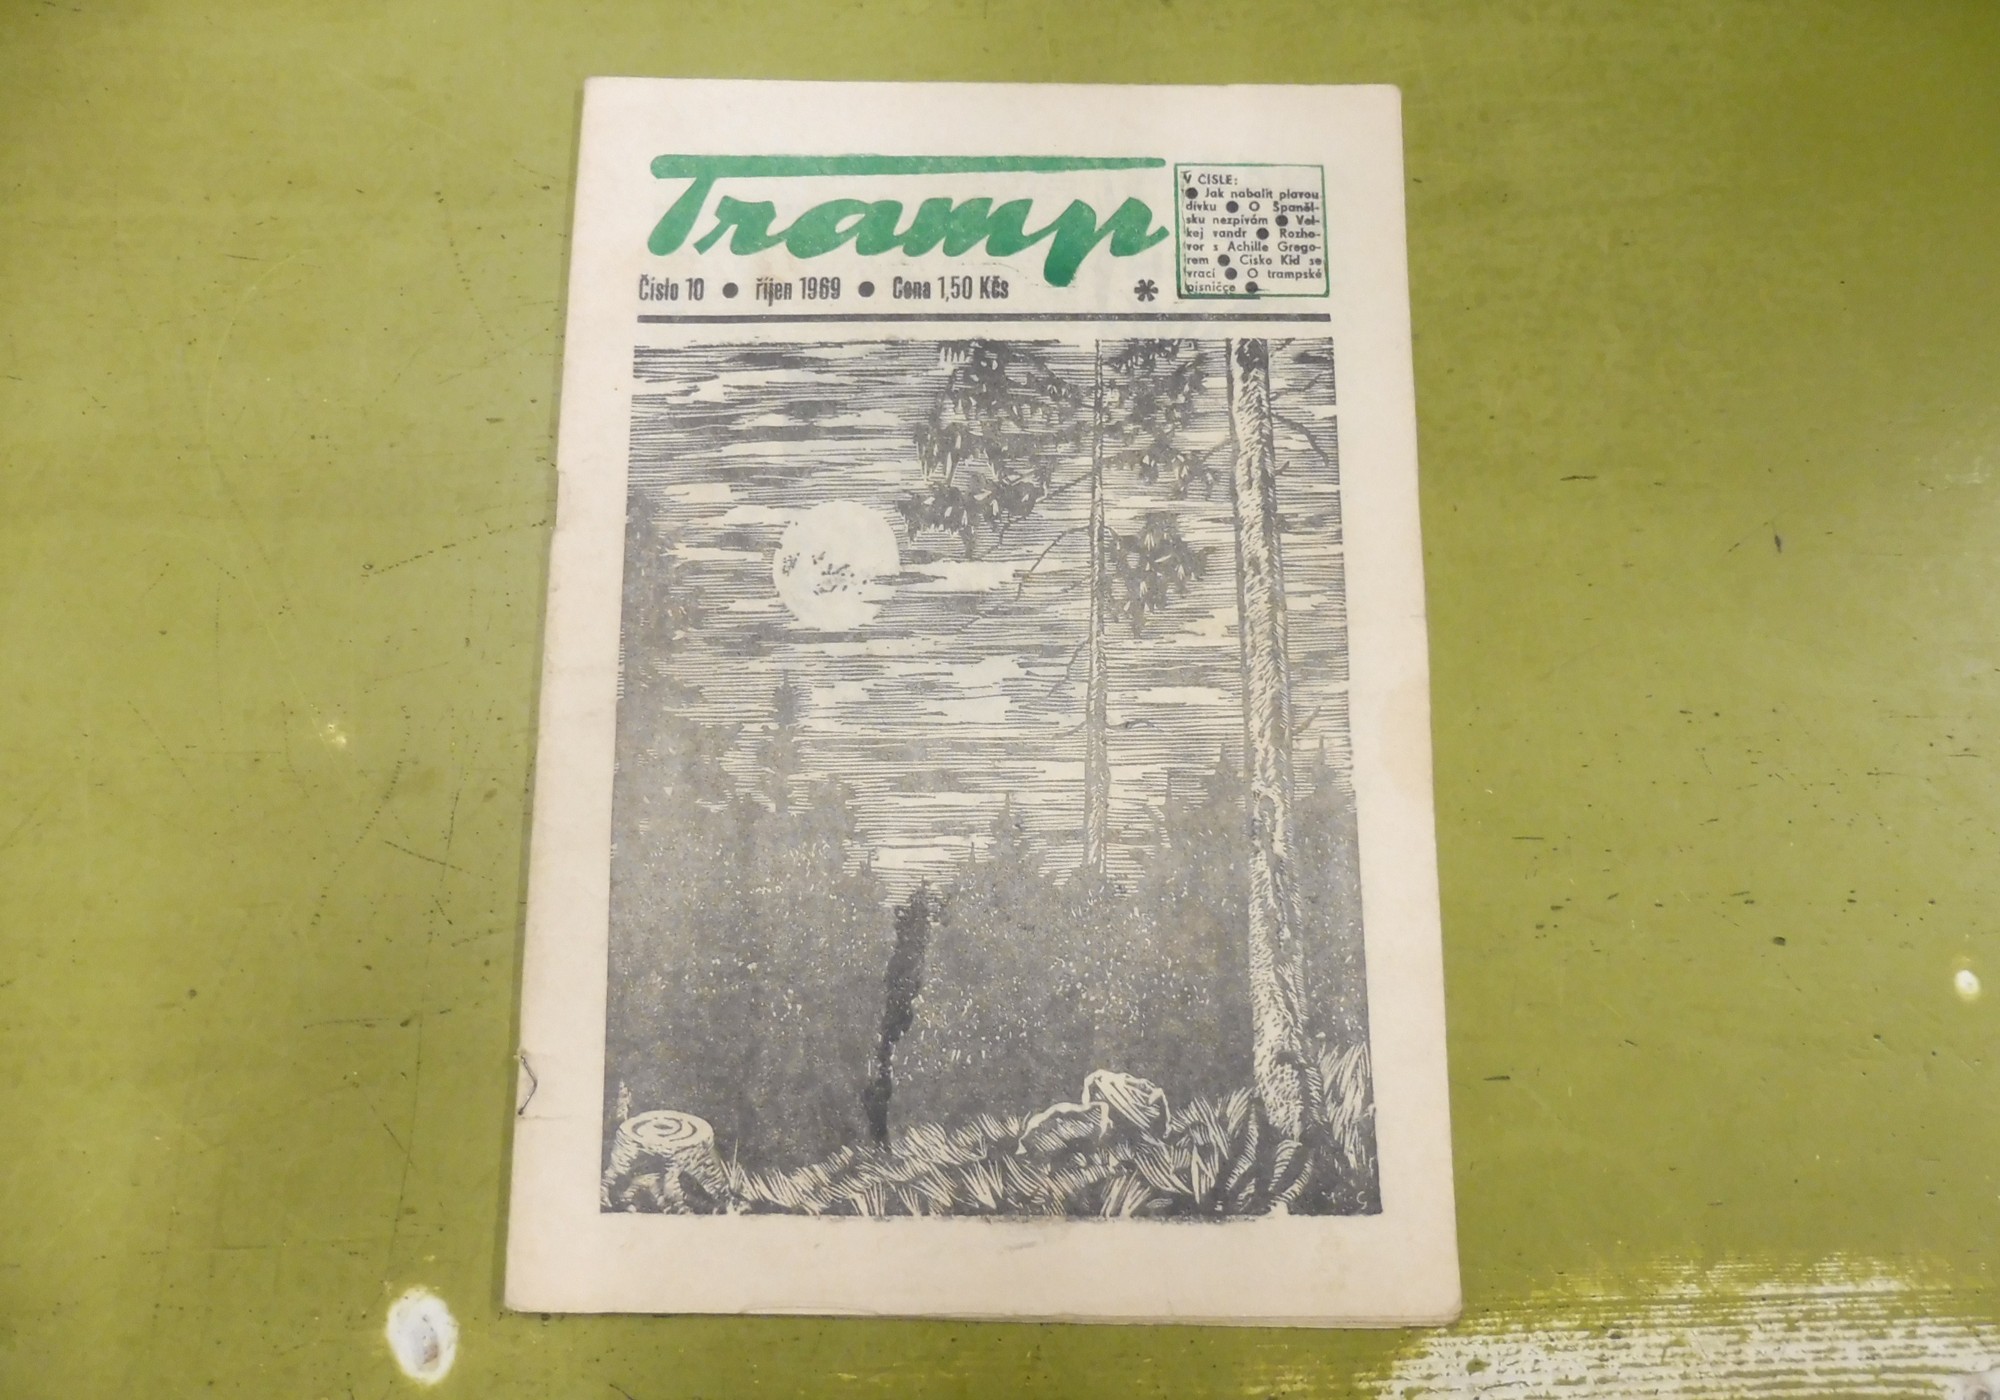 Tramp
Číslo 10 ● říjen 1969 ● Cena 1,50 Kčs
*
V ČÍSLE:
● Jak nabalit plavou
dívku ● O Španěl-
sku nezpívám ● Vel-
kej vandr ● Rozho-
vor s Achille Grego-
rem ● Cisko Kid se
vrací ● O trampské
písničce ●